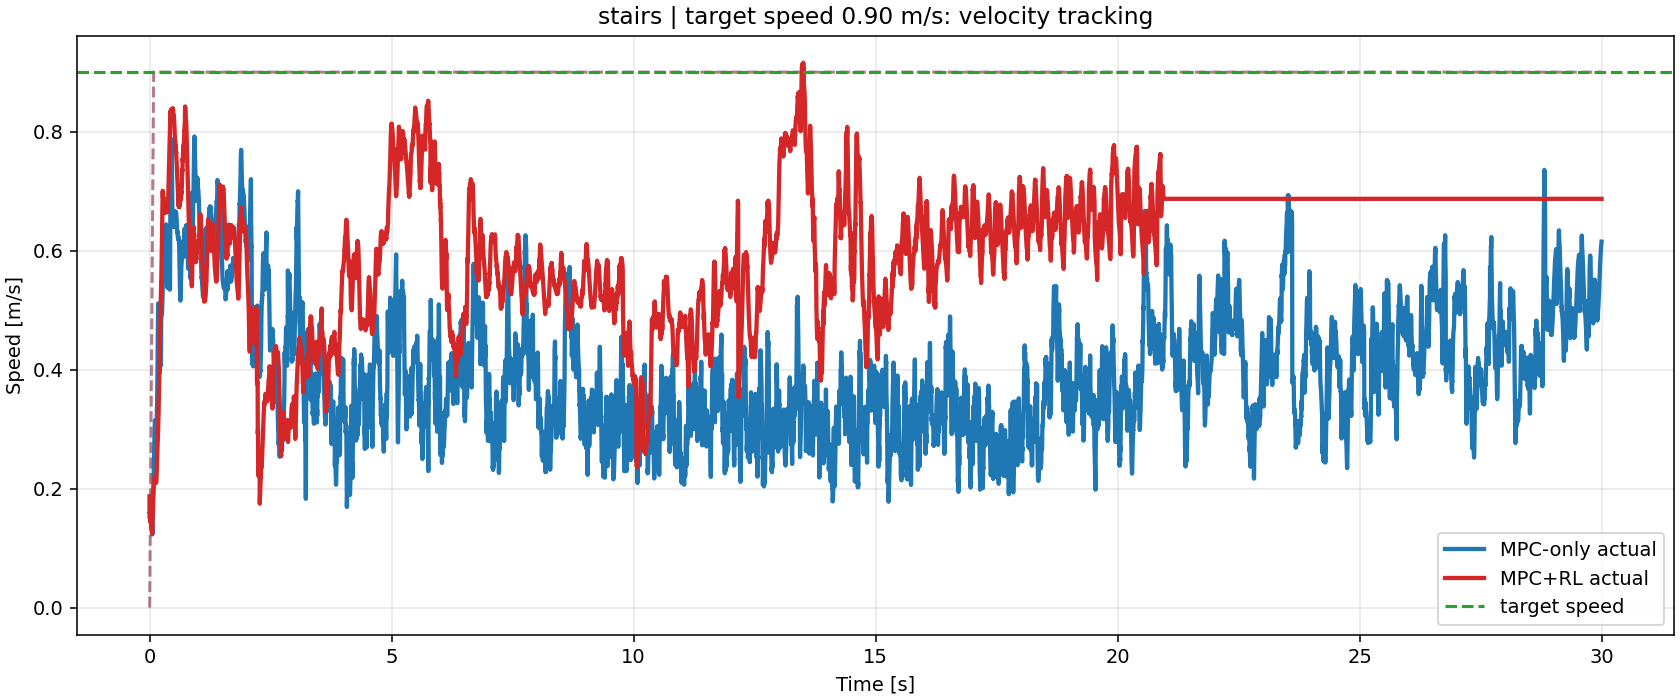 stairs | target speed 0.90 m/s: velocity tracking
Speed [m/s]
0.8
0.6
0.4
0.2
0.0
MPC-only actual
MPC+RL actual
target speed
0 5 10 15 20 25 30
Time [s]